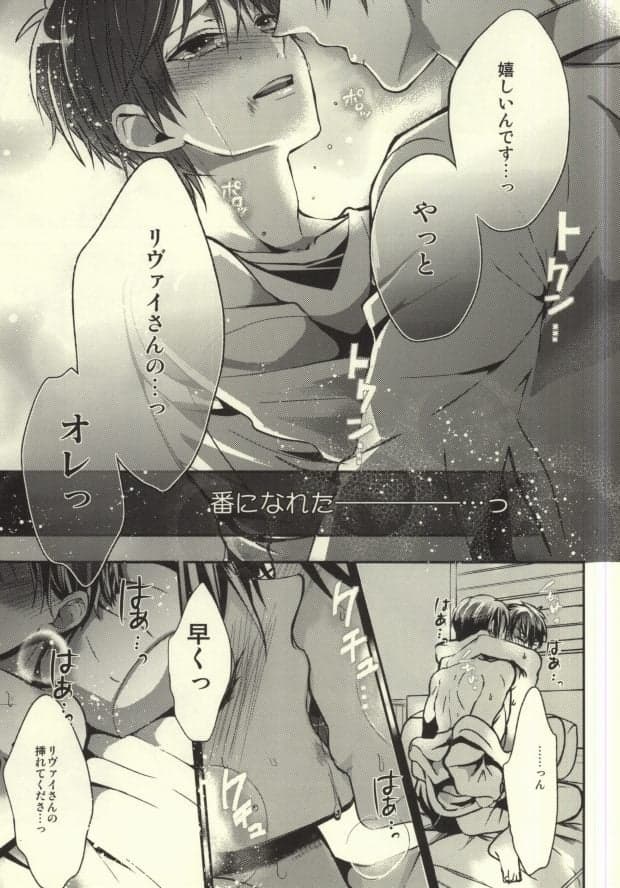 嬉しいんです…っ
やっと
ポロッ
ポロッ
トクン…
リヴァイさんの…っ
オレっ
トクン…
番になれた――――…っ
……っん
はぁ…っ
はぁ…っ
クチュ…
早くっ
クチュ
はぁ…っ
はぁ…っ
リヴァイさんの
挿れてくださ…っ